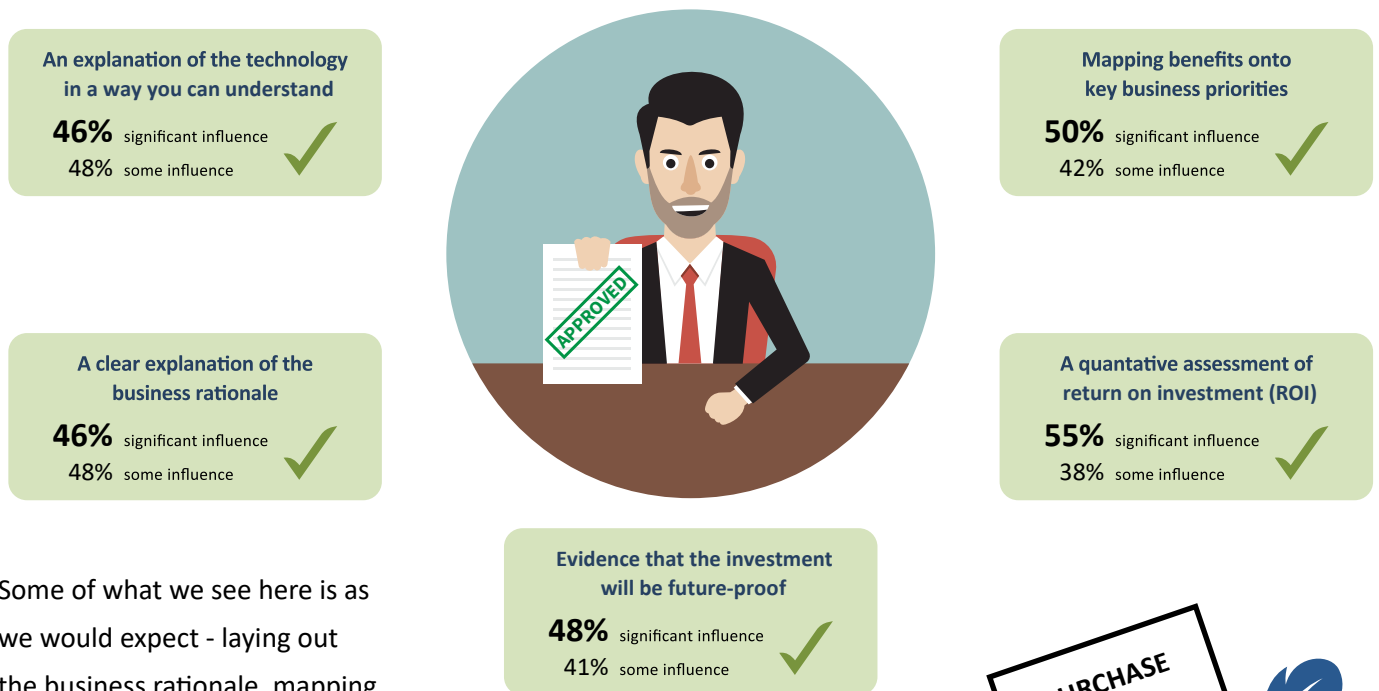 An explanation of the technology
in a way you can understand
46% significant influence
48% some influence
Mapping benefits onto
key business priorities
50% significant influence
42% some influence
APPROVED
A clear explanation of the
business rationale
46% significant influence
48% some influence
A quantative assessment of
return on investment (ROI)
55% significant influence
38% some influence
Evidence that the investment
will be future-proof
48% significant influence
41% some influence
Some of what we see here is as
we would expect - laying out
the business rationale, mapping